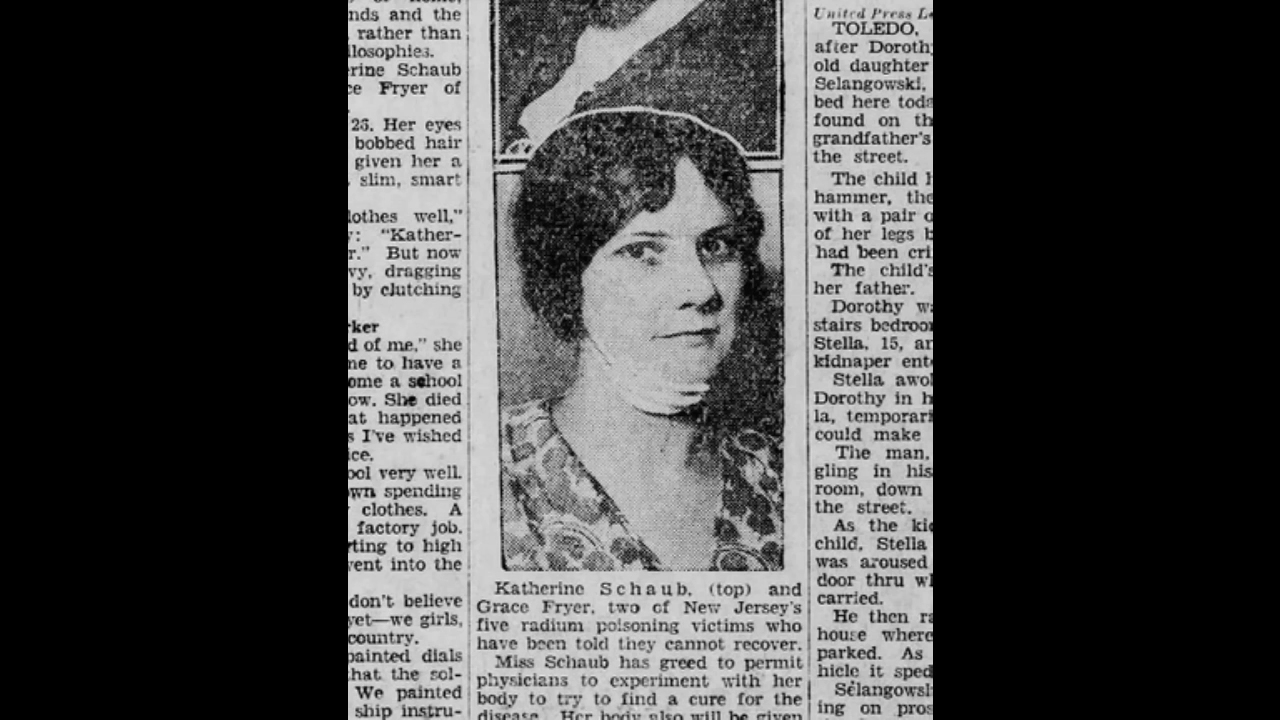 nds and the
rather than
losophies.
rine Schaub
ce Fryer of
26. Her eyes
bobbed hair
given her a
slim, smart
lothes well,"
: "Kather-
r." But now
vy, dragging
by clutching
rker
d of me," she
ne to have a
ome a school
ow. She died
at happened
s I've wished
ice.
ool very well.
wn spending
clothes. A
factory job.
rting to high
vent into the
don't believe
yet—we girls,
country.
painted dials
that the sol-
We painted
ship instru-
Katherine Schaub, (top) and
Grace Fryer, two of New Jersey's
five radium poisoning victims who
have been told they cannot recover.
Miss Schaub has greed to permit
physicians to experiment with her
body to try to find a cure for the
disease. Her body also will be given
United Press Le
TOLEDO,
after Doroth
old daughter
Selangowski,
bed here toda
found on th
grandfather's
the street.
The child h
hammer, the
with a pair o
of her legs b
had been cri
The child's
her father.
Dorothy wa
stairs bedroom
Stella, 15, an
kidnaper ent
Stella awo
Dorothy in h
la, temporari
could make
The man,
gling in his
room, down
the street.
As the kid
child, Stella
was aroused
door thru wh
carried.
He then ra
house where
parked. As
hicle it sped
Selangowsk
ing on pros